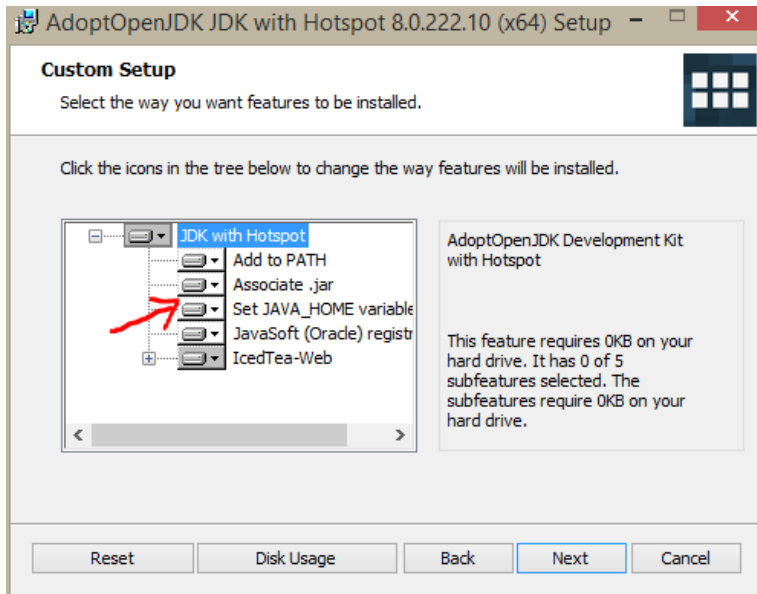 AdoptOpenJDK JDK with Hotspot 8.0.222.10 (x64) Setup
Custom Setup
Select the way you want features to be installed.
Click the icons in the tree below to change the way features will be installed.
JDK with Hotspot
Add to PATH
Associate .jar
Set JAVA_HOME variable
JavaSoft (Oracle) registr
IcedTea-Web
AdoptOpenJDK Development Kit
with Hotspot
This feature requires 0KB on your
hard drive. It has 0 of 5
subfeatures selected. The
subfeatures require 0KB on your
hard drive.
Reset
Disk Usage
Back
Next
Cancel